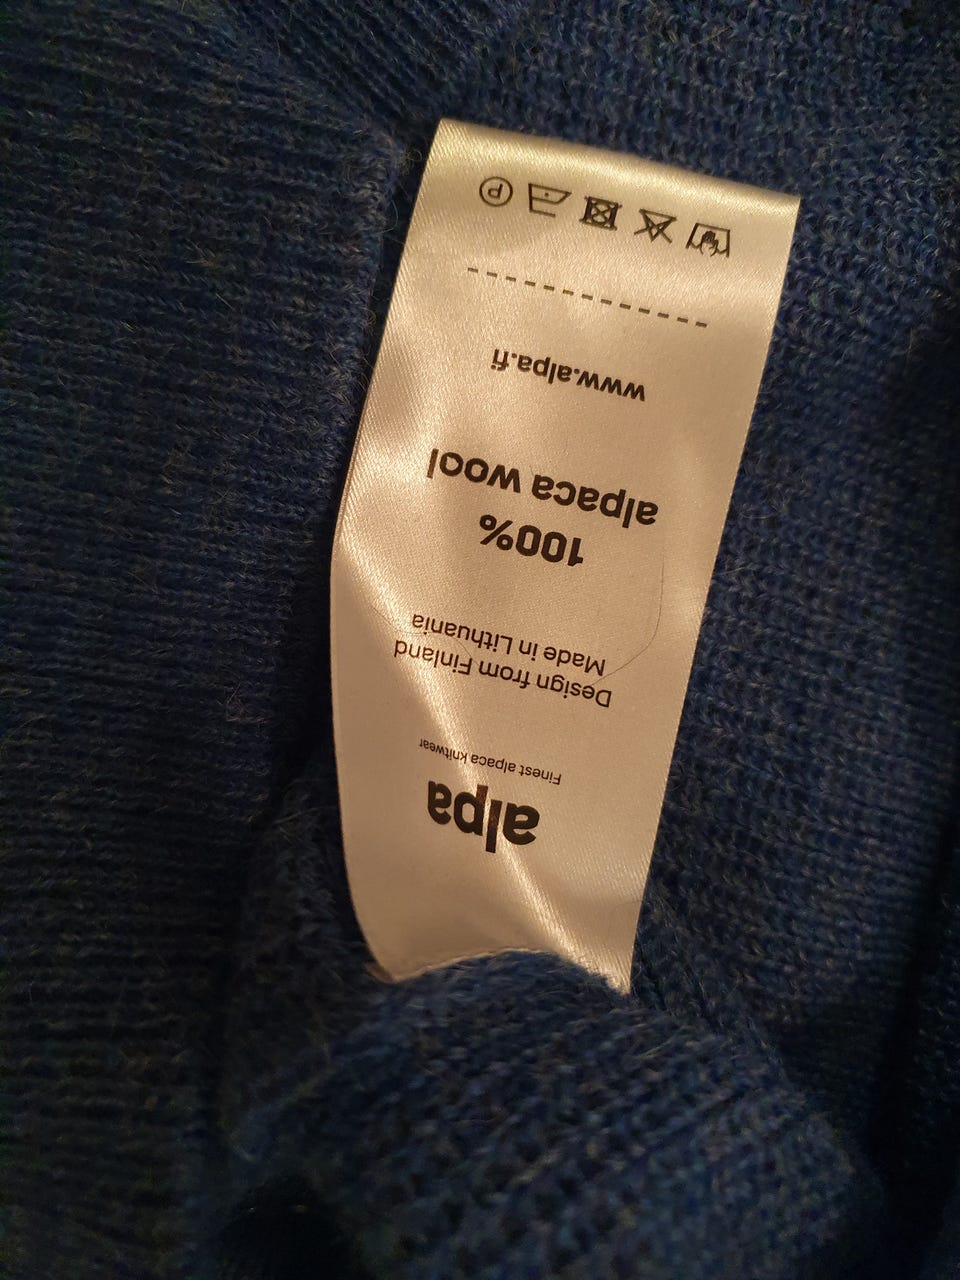 alpa
Finest alpaca knitwear
Design from Finland
Made in Lithuania
100%
alpaca wool
www.alpa.fi
P